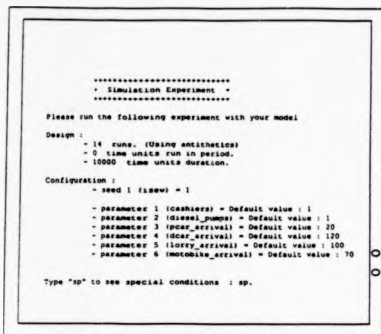 ****************************
* Simulation Experiment *
****************************
Please run the following experiment with your model
Design :
- 14 runs. (Using antithetics)
- 0 time units run in period.
- 10000 time units duration.
Configuration :
- seed 1 (isew) = 1
- parameter 1 (cashiers) = Default value : 1
- parameter 2 (diesel_pumps) = Default value : 1
- parameter 3 (pcar_arrival) = Default value : 20
- parameter 4 (dcar_arrival) = Default value : 120
- parameter 5 (lorry_arrival) = Default value : 100
- parameter 6 (motobike_arrival) = Default value : 70
Type "sp" to see special conditions : sp.